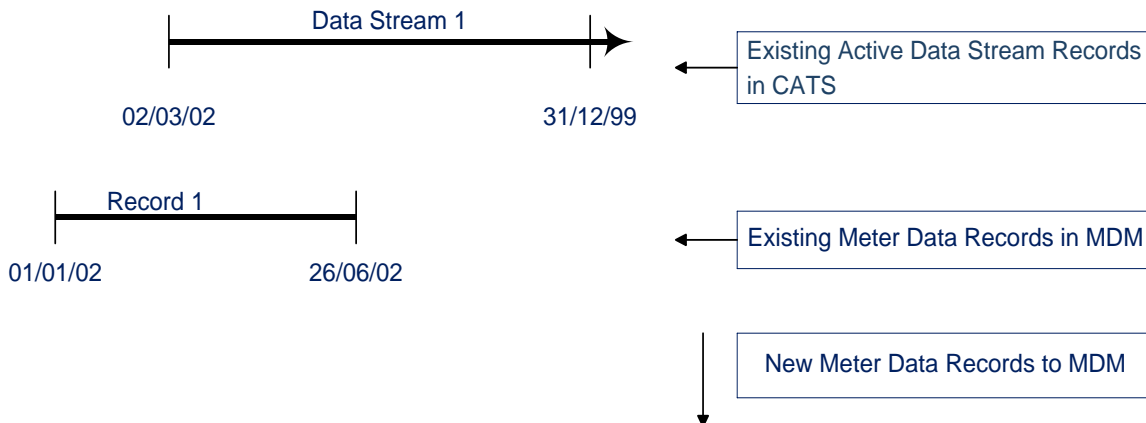 Data Stream 1
Existing Active Data Stream Records
in CATS
02/03/02
31/12/99
Record 1
Existing Meter Data Records in MDM
01/01/02
26/06/02
New Meter Data Records to MDM